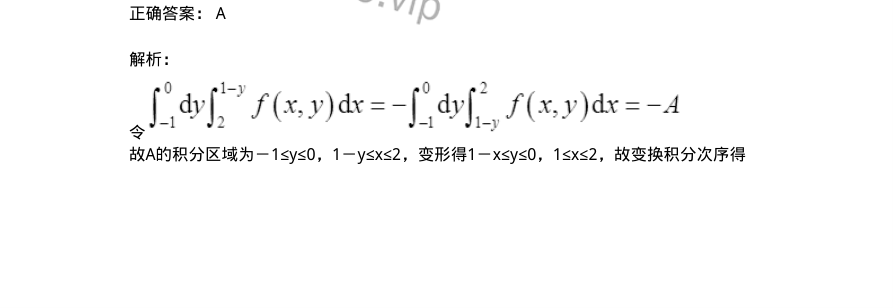 .vip
正确答案： A
解析：
令 ∫_{-1}^{0} dy ∫_{2}^{1-y} f(x, y) dx = -∫_{-1}^{0} dy ∫_{1-y}^{2} f(x, y) dx = -A
故A的积分区域为－1≤y≤0，1－y≤x≤2，变形得1－x≤y≤0，1≤x≤2，故变换积分次序得